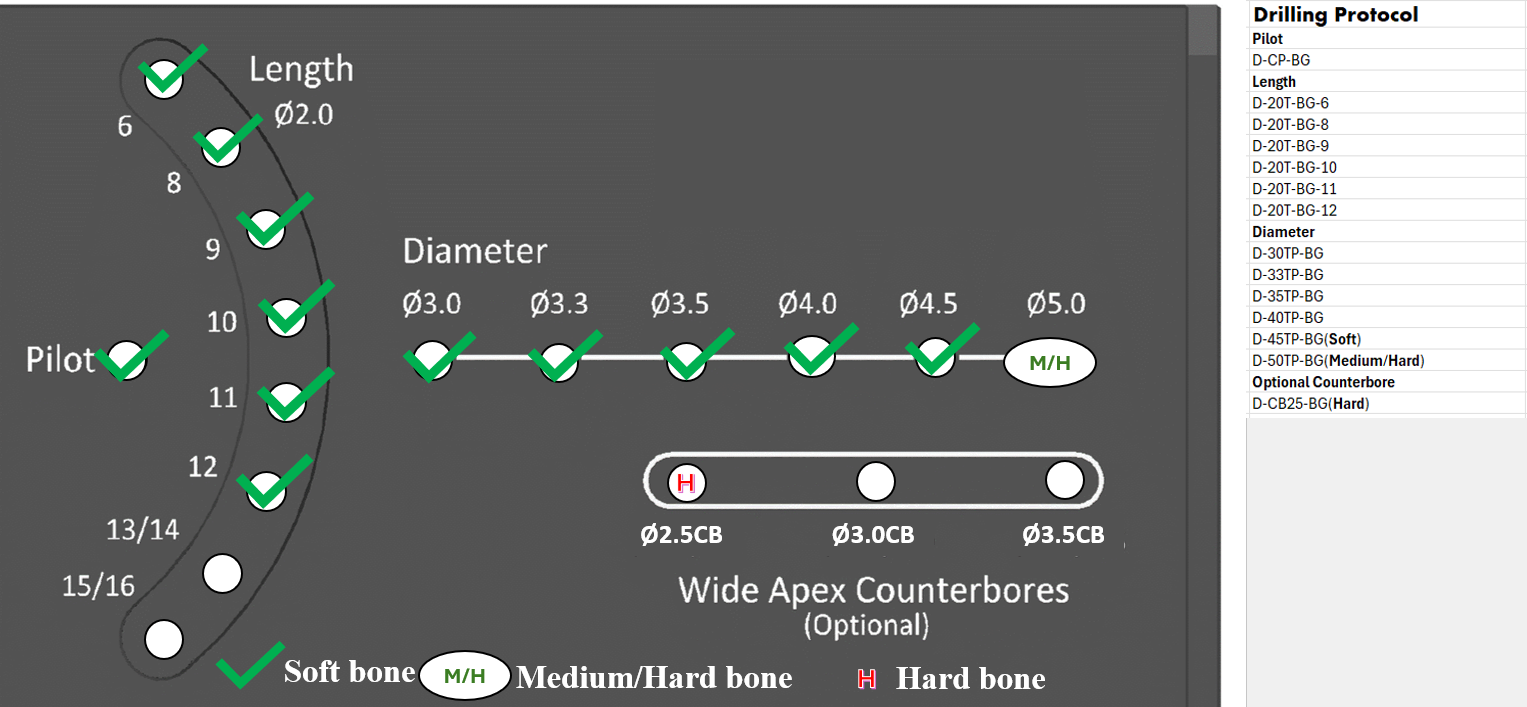 Length
Ø2.0
6
8
9
10
Pilot
11
12
13/14
15/16
Diameter
Ø3.0 Ø3.3 Ø3.5 Ø4.0 Ø4.5 Ø5.0
M/H
H
Ø2.5CB Ø3.0CB Ø3.5CB
Wide Apex Counterbores
(Optional)
Soft bone M/H Medium/Hard bone H Hard bone
Drilling Protocol
Pilot
D-CP-BG
Length
D-20T-BG-6
D-20T-BG-8
D-20T-BG-9
D-20T-BG-10
D-20T-BG-11
D-20T-BG-12
Diameter
D-30TP-BG
D-33TP-BG
D-35TP-BG
D-40TP-BG
D-45TP-BG(Soft)
D-50TP-BG(Medium/Hard)
Optional Counterbore
D-CB25-BG(Hard)